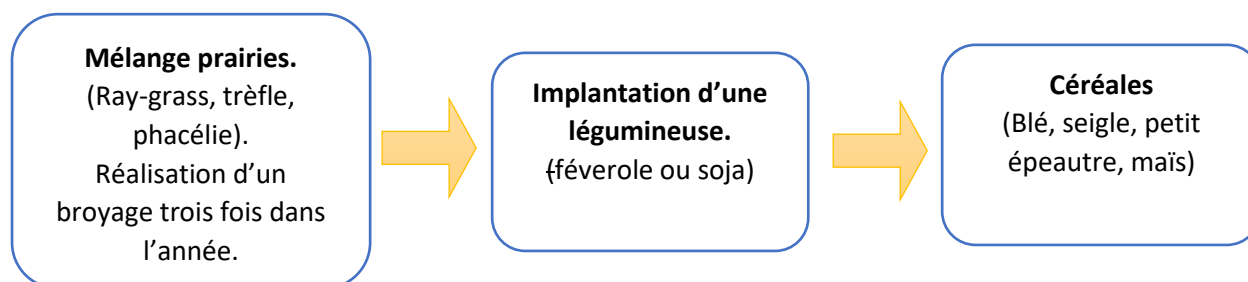 Mélange prairies.
(Ray-grass, trèfle,
phacélie).
Réalisation d'un
broyage trois fois dans
l'année.
Implantation d'une
légumineuse.
(féverole ou soja)
Céréales
(Blé, seigle, petit
épeautre, maïs)